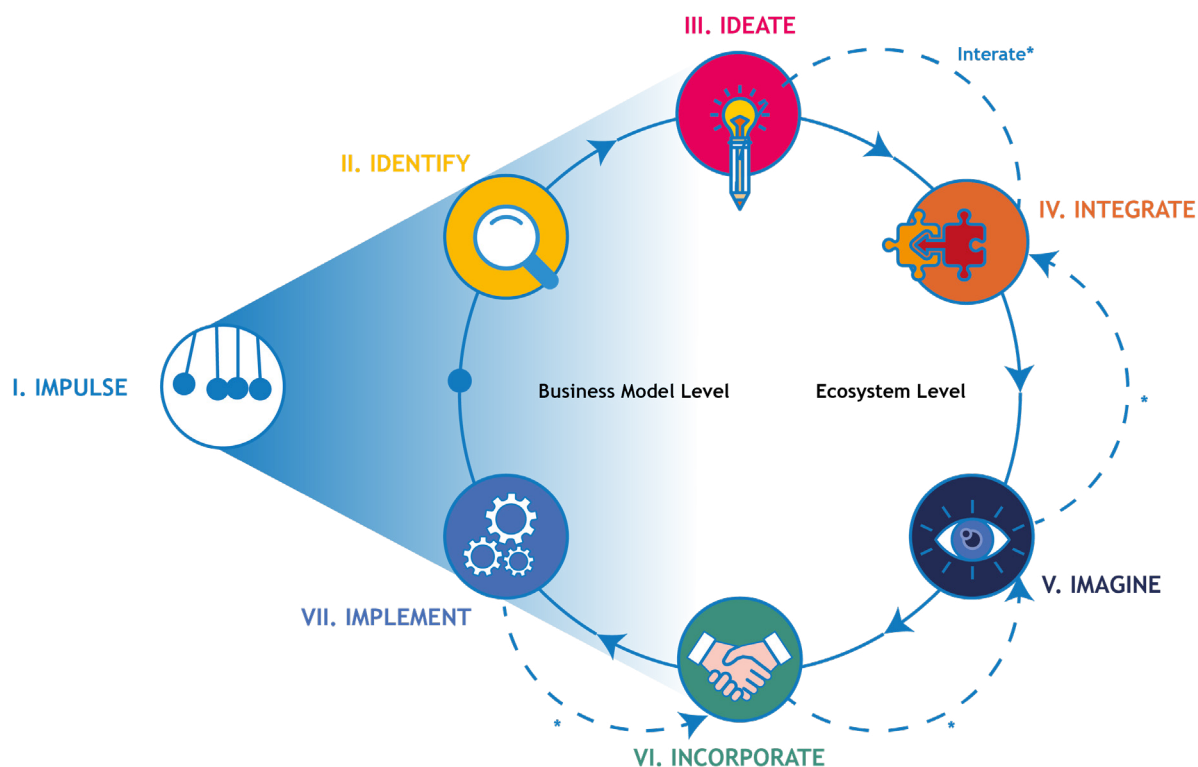 III. IDEATE
Interate*
II. IDENTIFY
IV. INTEGRATE
I. IMPULSE
Business Model Level
Ecosystem Level
*
V. IMAGINE
VII. IMPLEMENT
*
*
VI. INCORPORATE